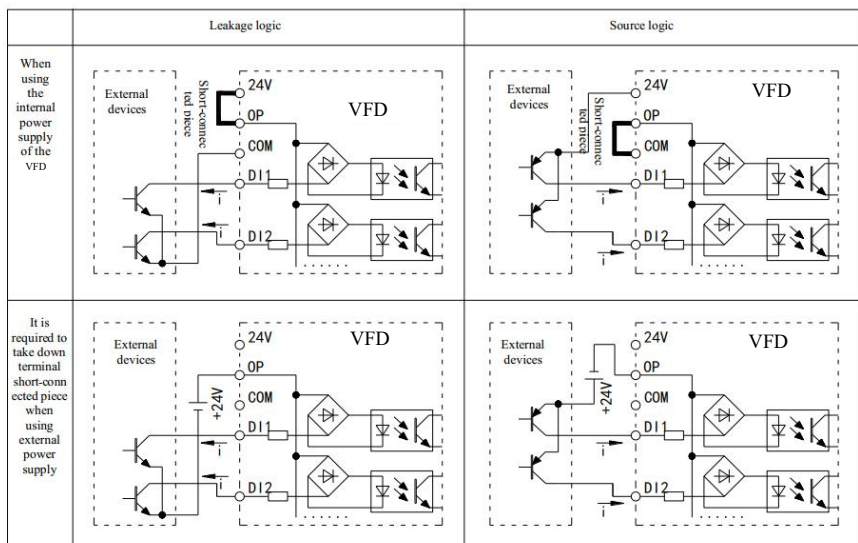 Leakage logic
Source logic
When
using
the
internal
power
supply
of the
VFD
External
devices
Short-connec
ted piece
24V
OP
COM
DI1
DI2
VFD
i
i
.......
External
devices
Short-connec
ted piece
24V
OP
COM
DI1
DI2
VFD
i
i
.......
It is
required to
take down
terminal
short-conn
ected piece
when
using
external
power
supply
External
devices
+24V
24V
OP
COM
DI1
DI2
VFD
i
i
.......
External
devices
+24V
24V
OP
COM
DI1
DI2
VFD
i
i
.......